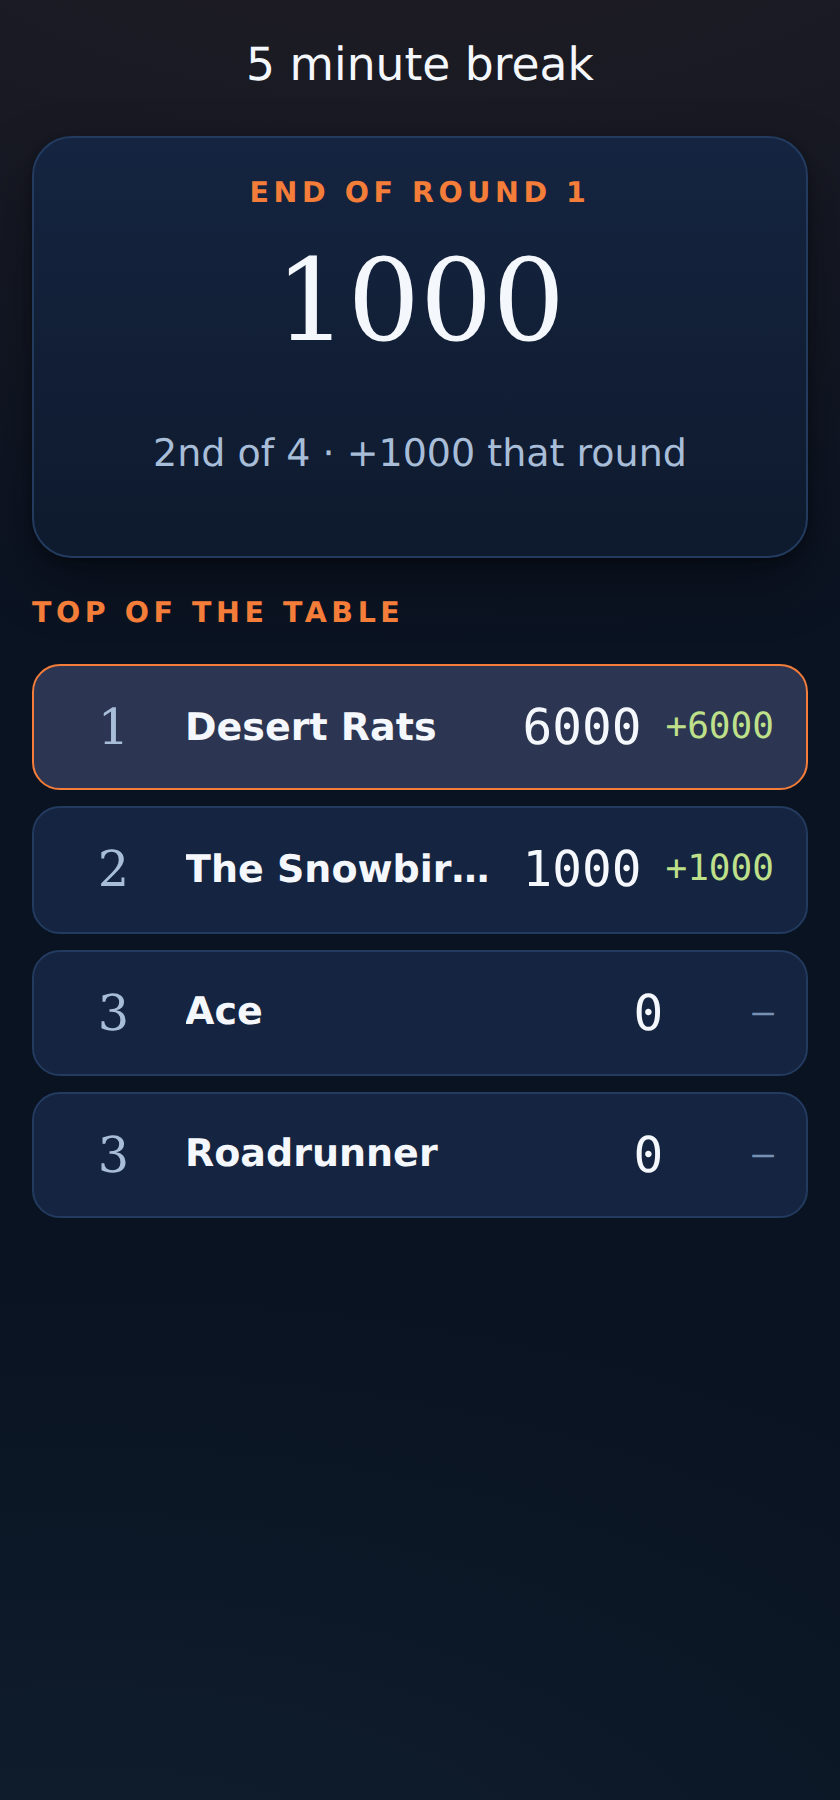 5 minute break
END OF ROUND 1
1000
2nd of 4 · +1000 that round
TOP OF THE TABLE
1 Desert Rats 6000 +6000
2 The Snowbir… 1000 +1000
3 Ace 0 –
3 Roadrunner 0 –